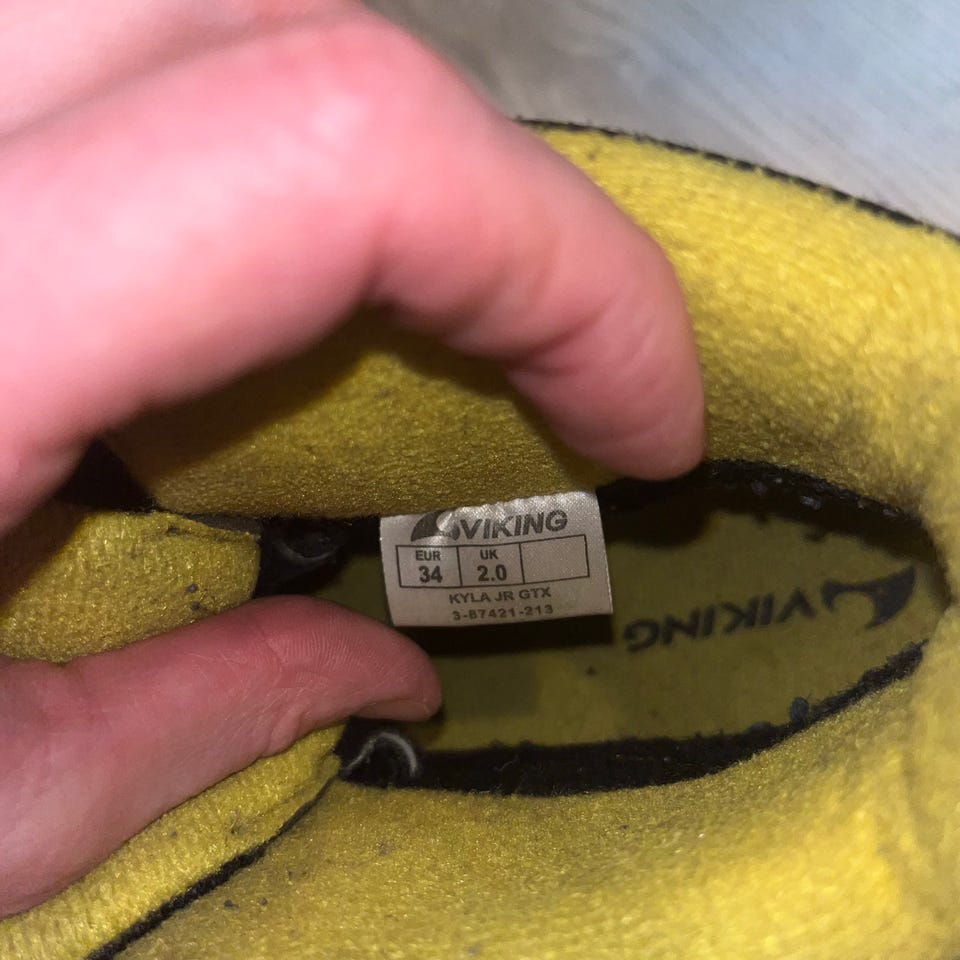 VIKING
EUR UK
34 2.0
KYLA JR GTX
3-87421-213
VIKING